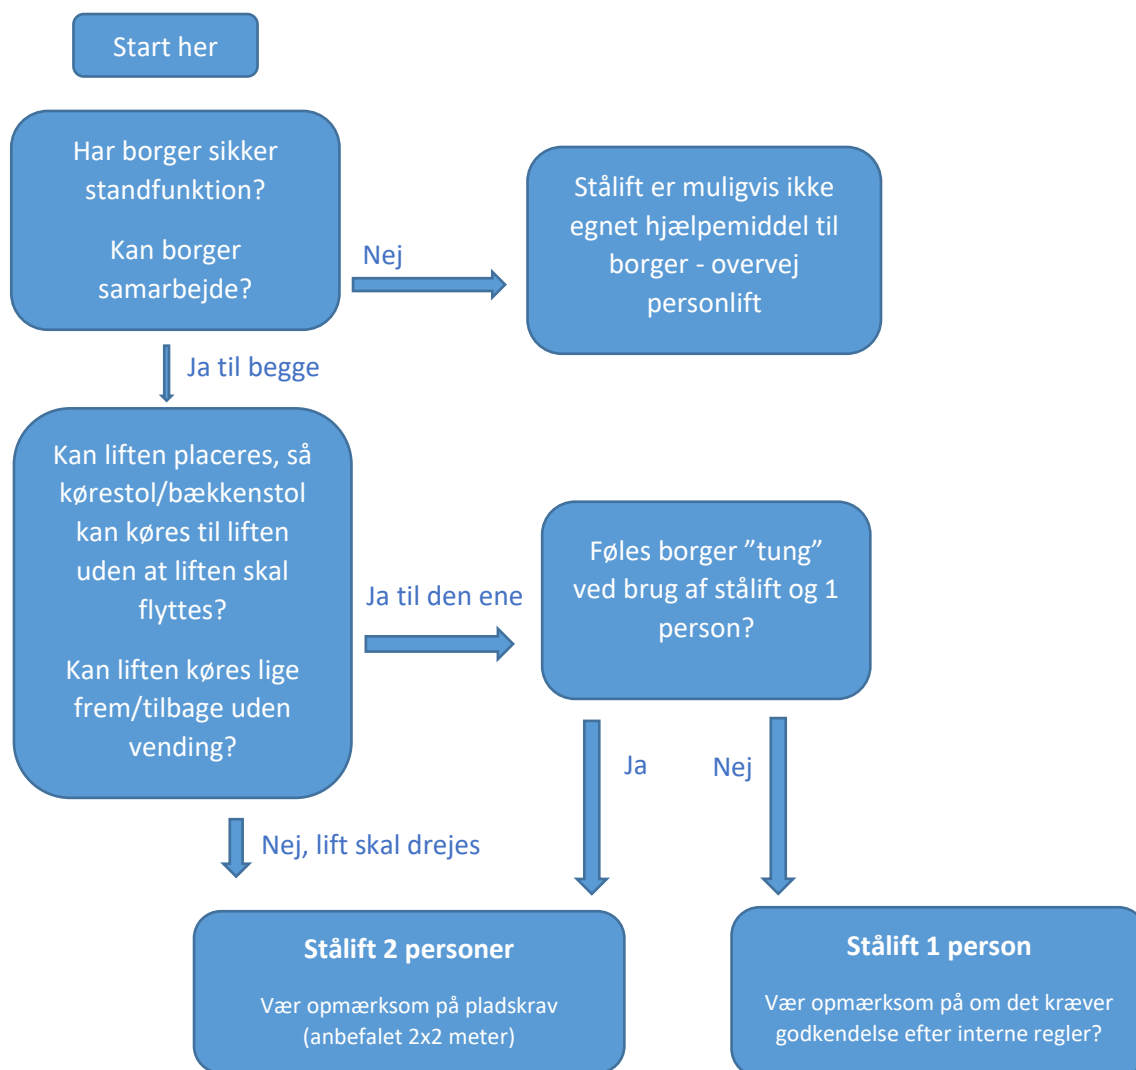 Start her
Har borger sikker
standfunktion?
Kan borger
samarbejde?
Nej
Stålift er muligvis ikke
egnet hjælpemiddel til
borger - overvej
personlift
Ja til begge
Kan liften placeres, så
kørestol/bækkenstol
kan køres til liften
uden at liften skal
flyttes?
Kan liften køres lige
frem/tilbage uden
vending?
Ja til den ene
Føles borger ”tung”
ved brug af stålift og 1
person?
Ja
Nej
Nej, lift skal drejes
Stålift 2 personer
Vær opmærksom på pladskrav
(anbefalet 2x2 meter)
Stålift 1 person
Vær opmærksom på om det kræver
godkendelse efter interne regler?